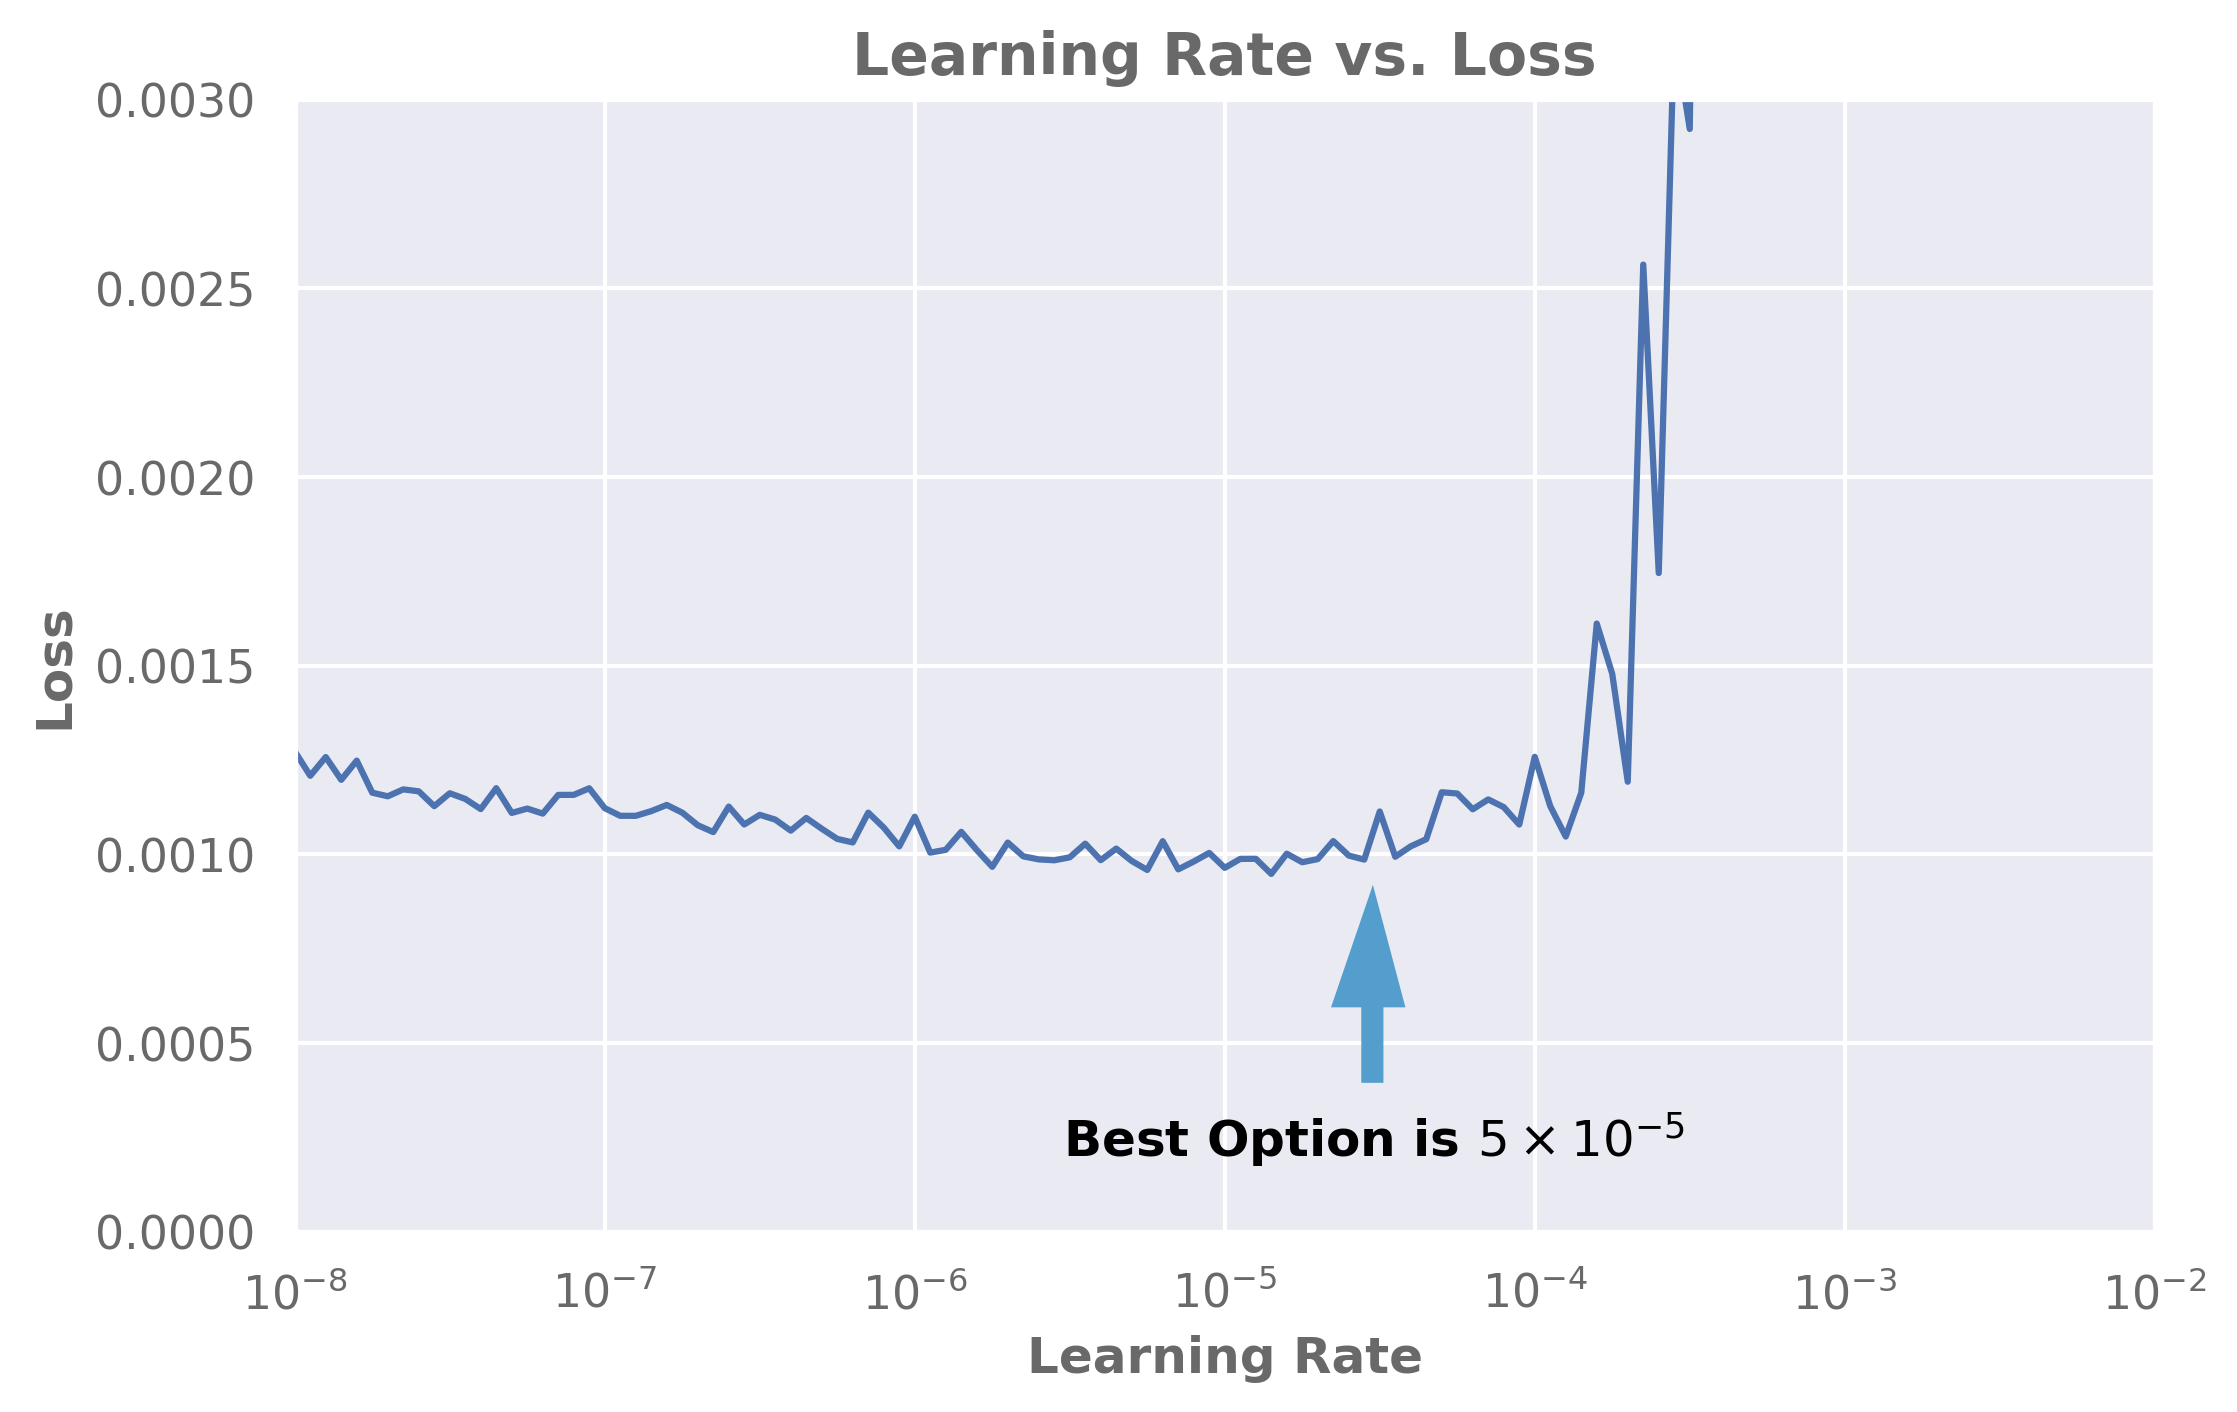 Learning Rate vs. Loss
0.0030
0.0025
0.0020
0.0015
0.0010
0.0005
0.0000
Loss
Best Option is 5 × 10⁻⁵
10⁻⁸ 10⁻⁷ 10⁻⁶ 10⁻⁵ 10⁻⁴ 10⁻³ 10⁻²
Learning Rate